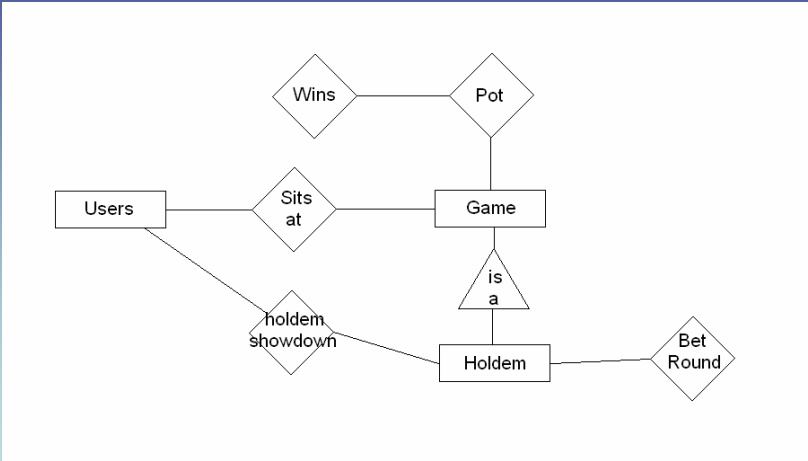 Wins
Pot
Users
Sits
at
Game
is
a
holdem
showdown
Holdem
Bet
Round